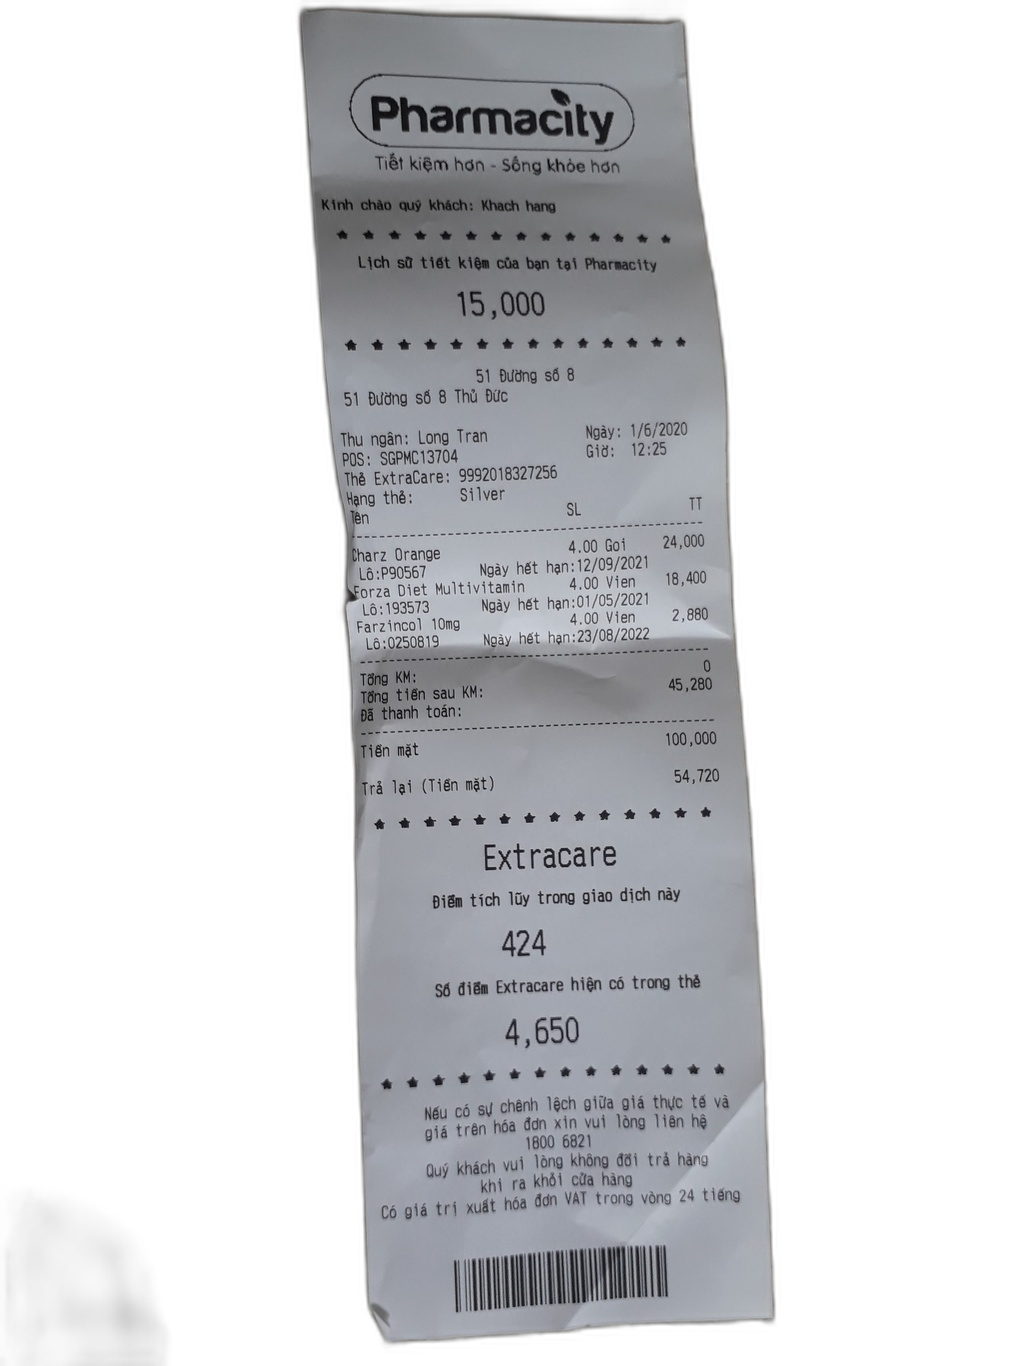 Pharmacity
Tiết kiệm hơn - Sống khỏe hơn
Kính chào quý khách: Khach hang
Lịch sử tiết kiệm của bạn tại Pharmacity
15,000
51 Đường số 8
51 Đường số 8 Thủ Đức
Thu ngân: Long Tran Ngày: 1/6/2020
POS: SGPMC13704 Giờ: 12:25
Thẻ ExtraCare: 9992018327256
Hạng thẻ: Silver
Tên SL TT
Charz Orange 4.00 Goi 24,000
Lô:P90567 Ngày hết hạn:12/09/2021
Forza Diet Multivitamin 4.00 Vien 18,400
Lô:193573 Ngày hết hạn:01/05/2021
Farzincol 10mg 4.00 Vien 2,880
Lô:0250819 Ngày hết hạn:23/08/2022
Tổng KM: 0
Tổng tiền sau KM: 45,280
Đã thanh toán:
Tiền mặt 100,000
Trả lại (Tiền mặt) 54,720
Extracare
Điểm tích lũy trong giao dịch này
424
Số điểm Extracare hiện có trong thẻ
4,650
Nếu có sự chênh lệch giữa giá thực tế và
giá trên hóa đơn xin vui lòng liên hệ
1800 6821
Quý khách vui lòng không đổi trả hàng
khi ra khỏi cửa hàng
Có giá trị xuất hóa đơn VAT trong vòng 24 tiếng